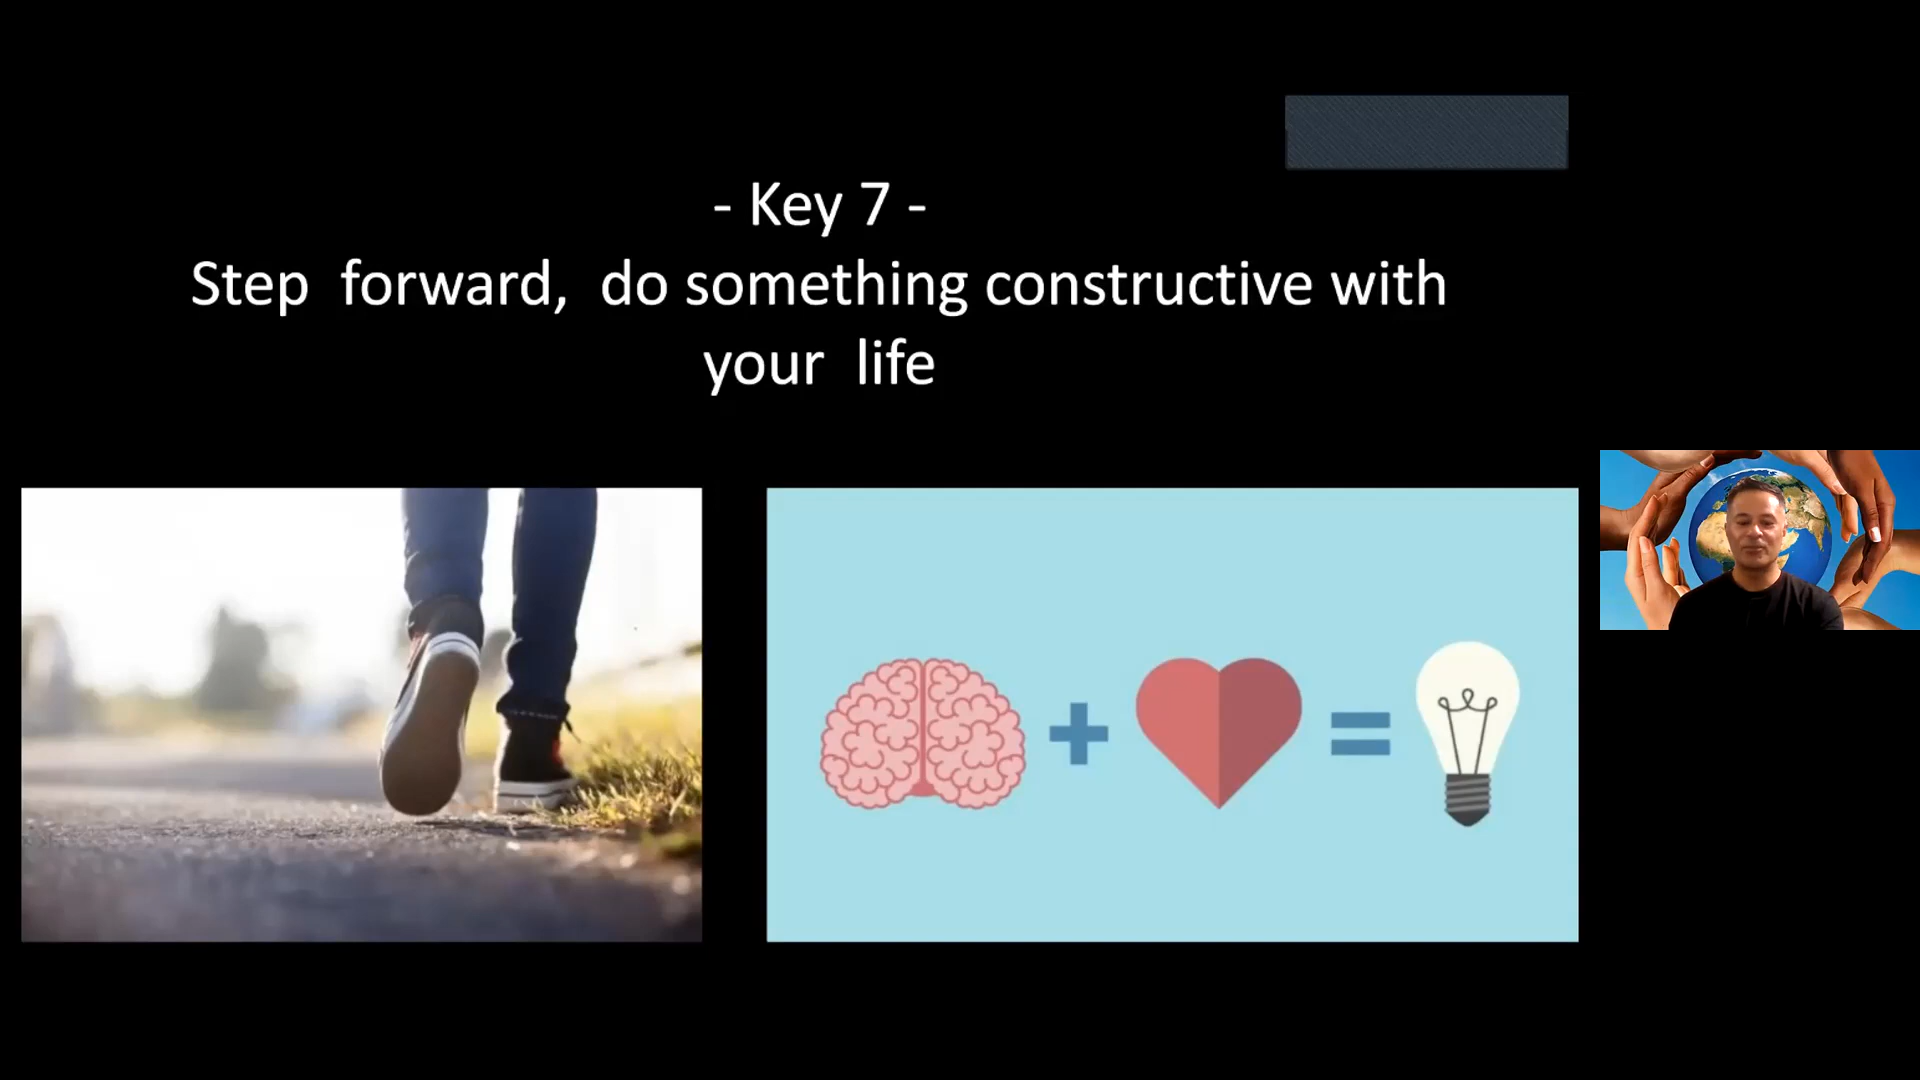 - Key 7 -
Step  forward,  do something constructive with
your  life